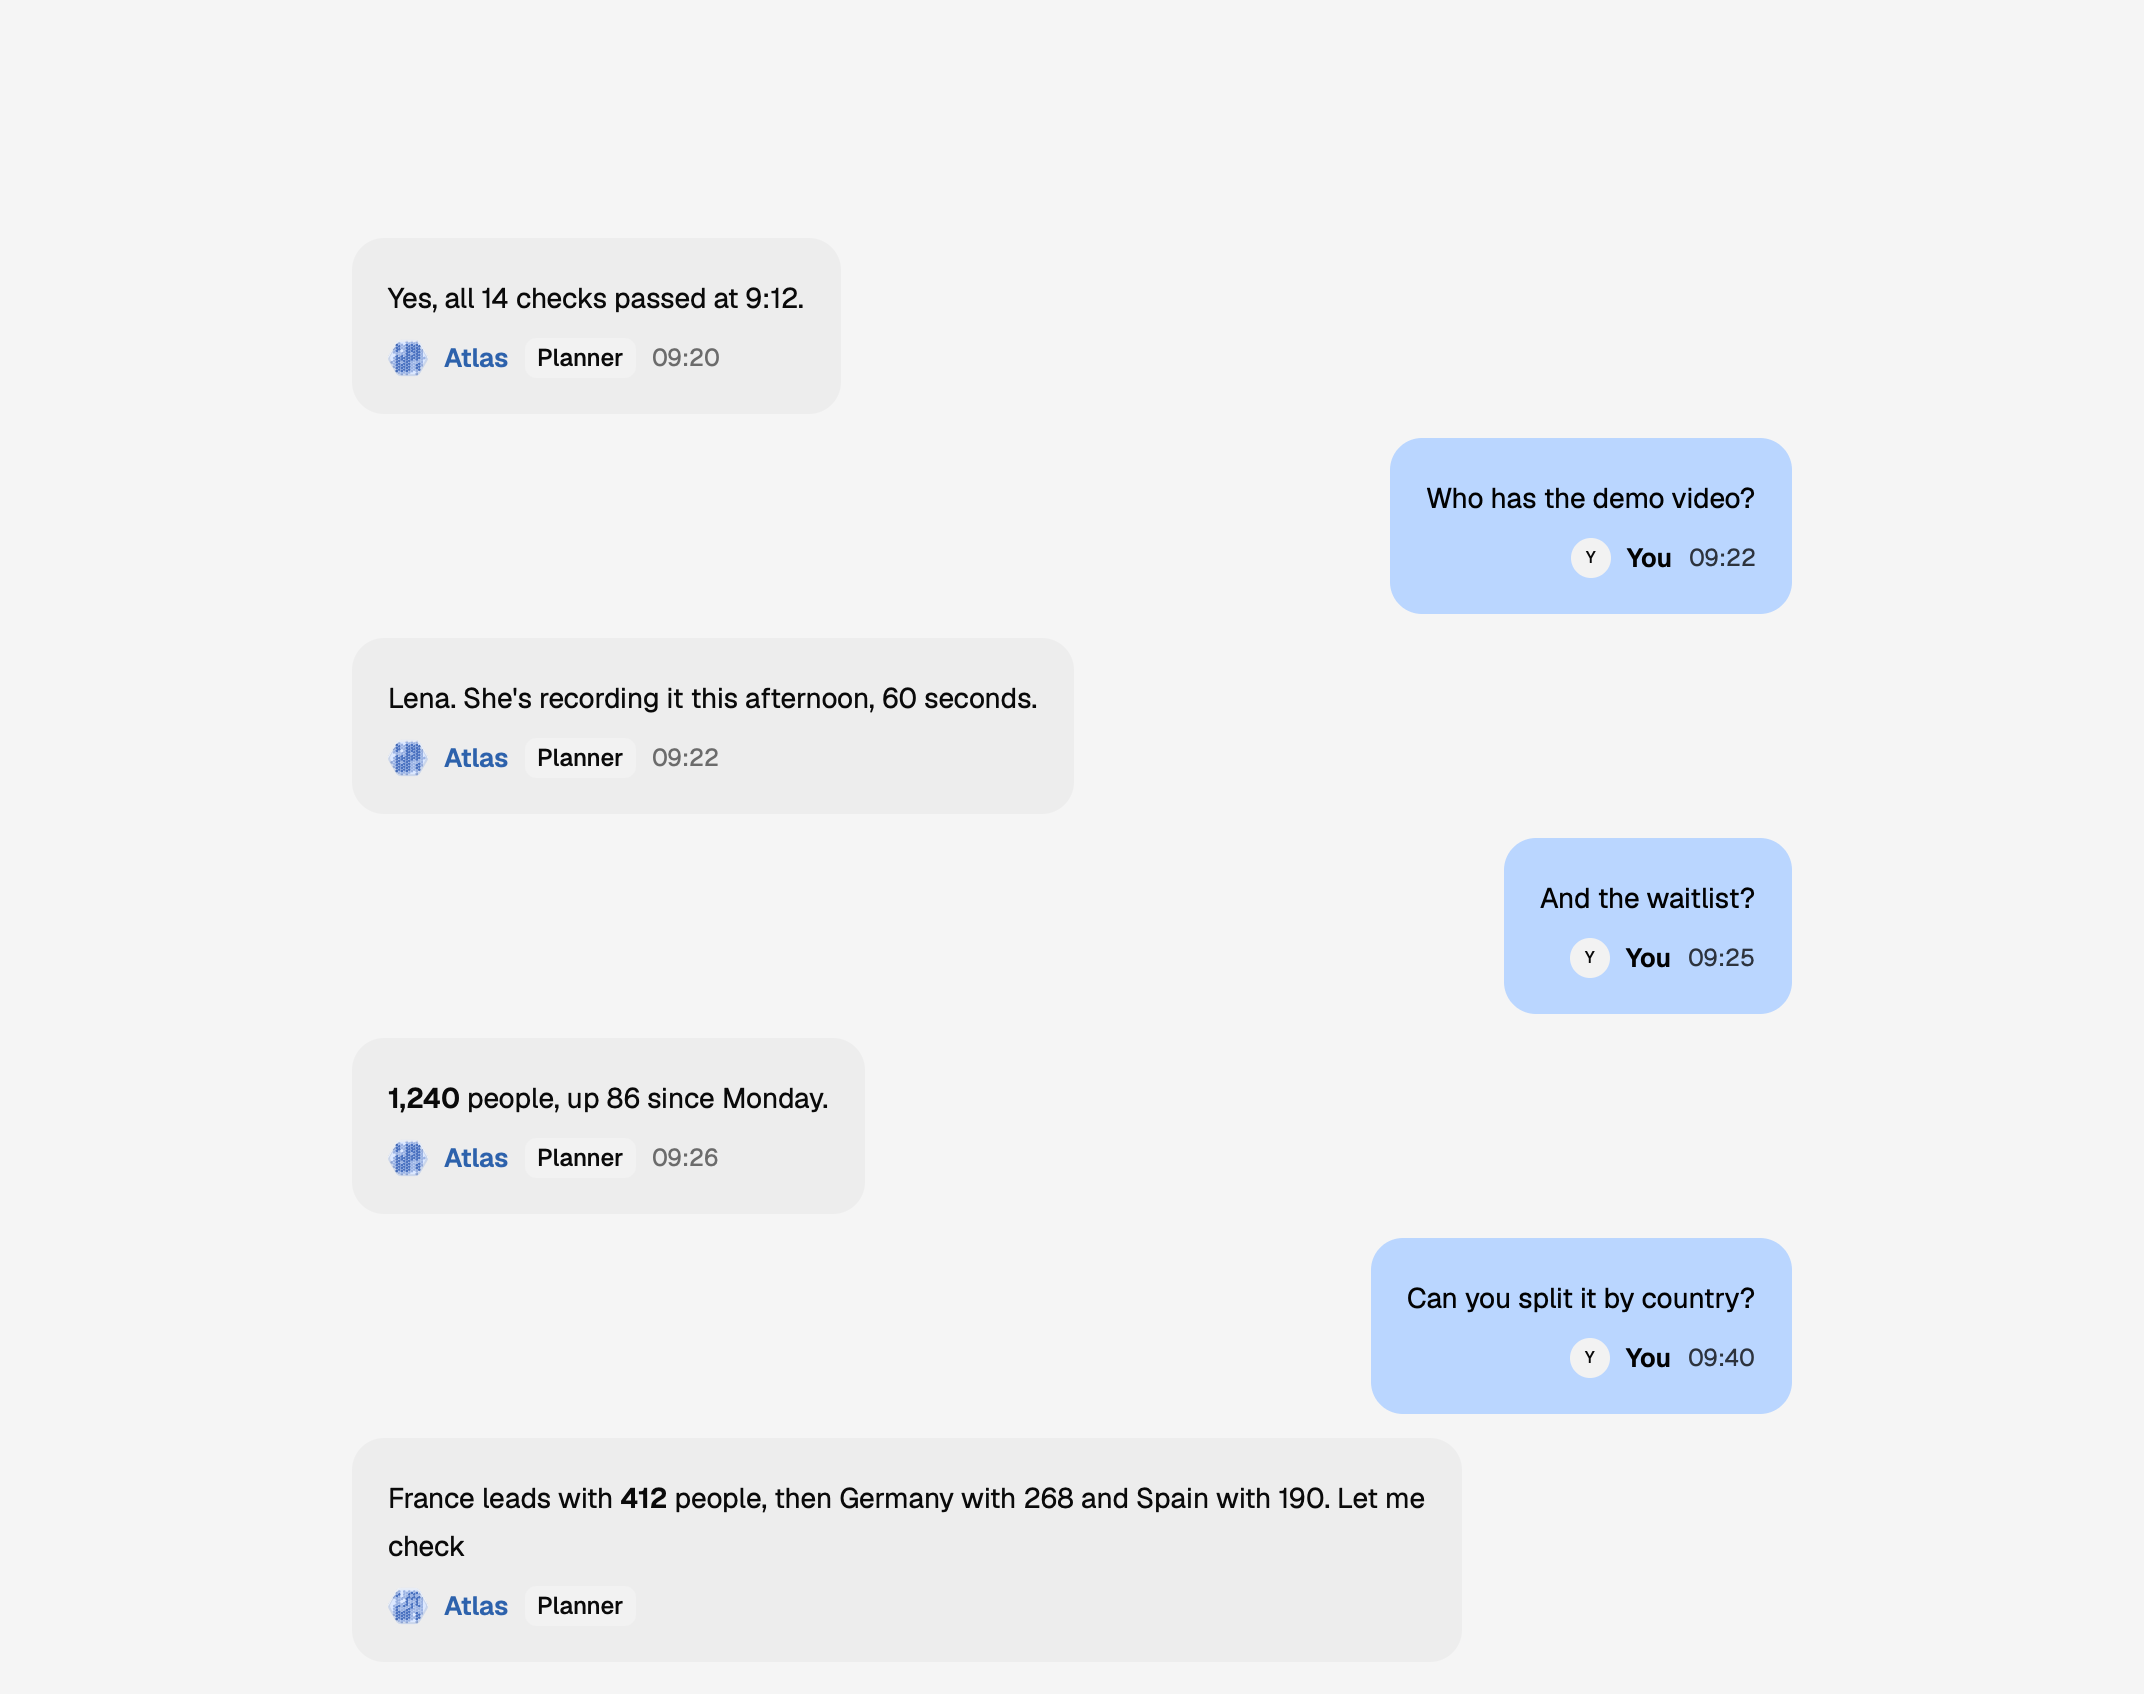 Yes, all 14 checks passed at 9:12.
Atlas Planner 09:20
Who has the demo video?
Y You 09:22
Lena. She's recording it this afternoon, 60 seconds.
Atlas Planner 09:22
And the waitlist?
Y You 09:25
1,240 people, up 86 since Monday.
Atlas Planner 09:26
Can you split it by country?
Y You 09:40
France leads with 412 people, then Germany with 268 and Spain with 190. Let me
check
Atlas Planner